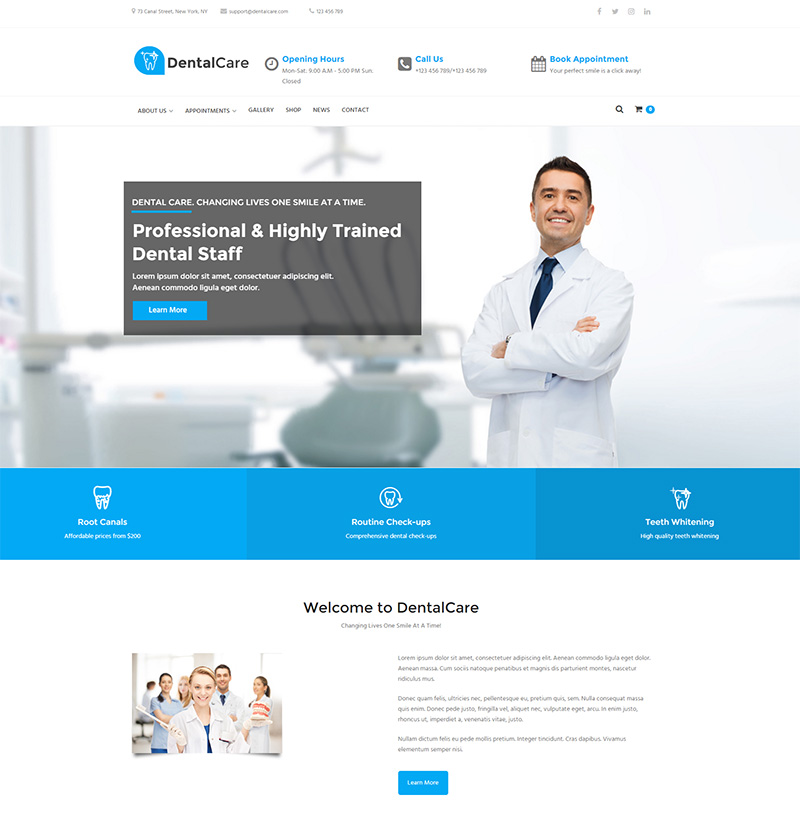 73 Canal Street, New York, NY
support@dentalcare.com
123 456 789
DentalCare
Opening Hours
Mon-Sat: 9:00 A.M - 5:00 P.M Sun.
Closed
Call Us
+123 456 789/+123 456 789
Book Appointment
Your perfect smile is a click away!
ABOUT US
APPOINTMENTS
GALLERY
SHOP
NEWS
CONTACT
0
DENTAL CARE. CHANGING LIVES ONE SMILE AT A TIME.
Professional & Highly Trained
Dental Staff
Lorem ipsum dolor sit amet, consectetuer adipiscing elit.
Aenean commodo ligula eget dolor.
Learn More
Root Canals
Affordable prices from $200
Routine Check-ups
Comprehensive dental check-ups
Teeth Whitening
High quality teeth whitening
Welcome to DentalCare
Changing Lives One Smile At A Time!
Lorem ipsum dolor sit amet, consectetuer adipiscing elit. Aenean commodo ligula eget dolor.
Aenean massa. Cum sociis natoque penatibus et magnis dis parturient montes, nascetur
ridiculus mus.
Donec quam felis, ultricies nec, pellentesque eu, pretium quis, sem. Nulla consequat massa
quis enim. Donec pede justo, fringilla vel, aliquet nec, vulputate eget, arcu. In enim justo,
rhoncus ut, imperdiet a, venenatis vitae, justo.
Nullam dictum felis eu pede mollis pretium. Integer tincidunt. Cras dapibus. Vivamus
elementum semper nisi.
Learn More